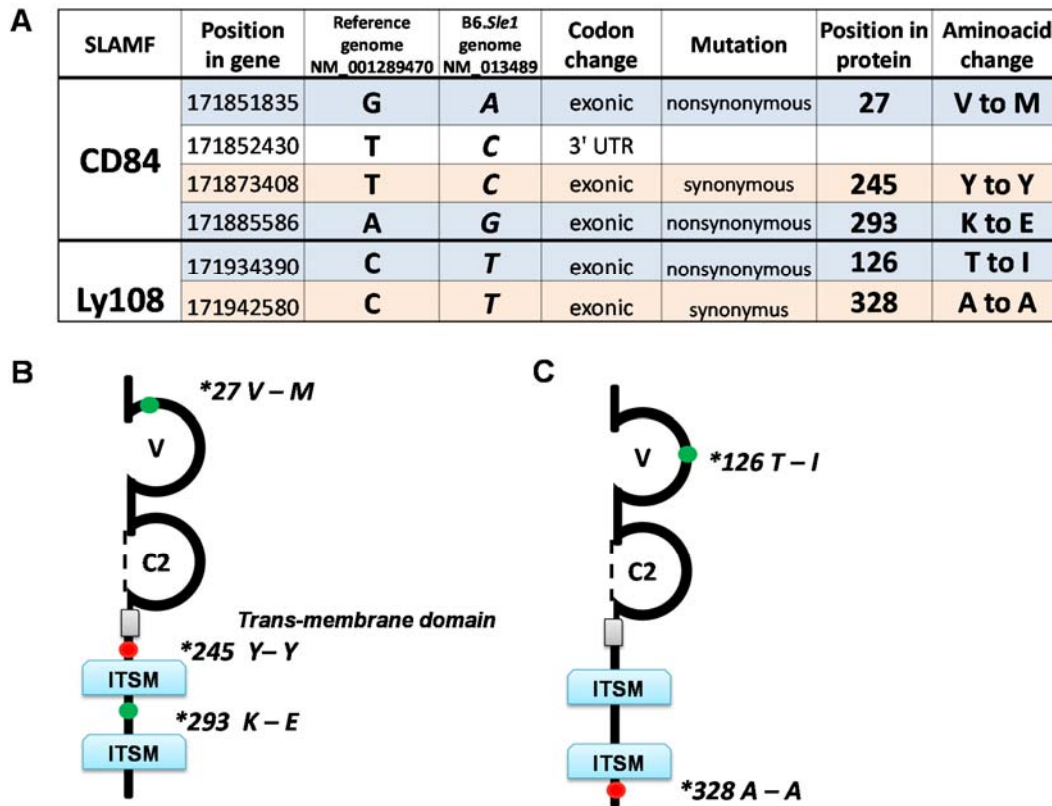 A
SLAMF Position in gene Reference genome NM_001289470 B6.Sle1 genome NM_013489 Codon change Mutation Position in protein Aminoacid change
CD84
171851835 G A exonic nonsynonymous 27 V to M
171852430 T C 3' UTR
171873408 T C exonic synonymous 245 Y to Y
171885586 A G exonic nonsynonymous 293 K to E
Ly108
171934390 C T exonic nonsynonymous 126 T to I
171942580 C T exonic synonymus 328 A to A
B
*27 V – M
V
C2
Trans-membrane domain
*245 Y– Y
ITSM
*293 K – E
ITSM
C
V
*126 T – I
C2
ITSM
ITSM
*328 A – A